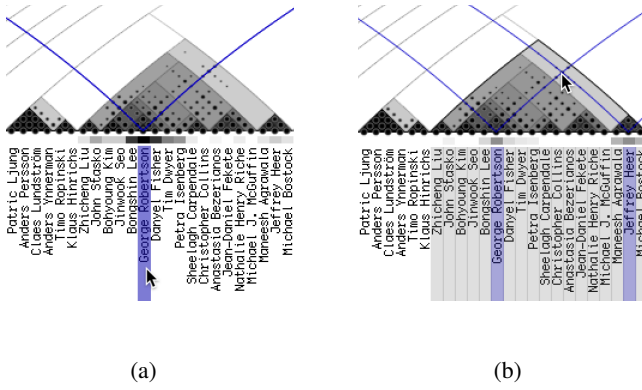 Patric Ljung
Anders Persson
Claes Lundström
Anders Ynnerman
Timo Ropinski
Klaus Hinrichs
Zhicheng Liu
John Stasko
Bohyoung Kim
Jinwook Seo
Bongshin Lee
George Robertson
Danyel Fisher
Tim Dwyer
Petra Isenberg
Sheelagh Carpendale
Christopher Collins
Anastasia Bezerianos
Jean-Daniel Fekete
Nathalie Henry Riche
Michael J. McGuffin
Maneesh Agrawala
Jeffrey Heer
Michael Bostock
(a)
Patric Ljung
Anders Persson
Claes Lundström
Anders Ynnerman
Timo Ropinski
Klaus Hinrichs
Zhicheng Liu
John Stasko
Bohyoung Kim
Jinwook Seo
Bongshin Lee
George Robertson
Danyel Fisher
Tim Dwyer
Petra Isenberg
Sheelagh Carpendale
Christopher Collins
Anastasia Bezerianos
Jean-Daniel Fekete
Nathalie Henry Riche
Michael J. McGuffin
Maneesh Agrawala
Jeffrey Heer
(b)